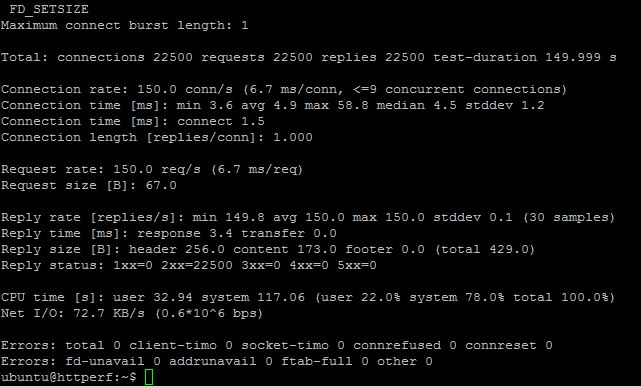 FD_SETSIZE
Maximum connect burst length: 1
Total: connections 22500 requests 22500 replies 22500 test-duration 149.999 s
Connection rate: 150.0 conn/s (6.7 ms/conn, <=9 concurrent connections)
Connection time [ms]: min 3.6 avg 4.9 max 58.8 median 4.5 stddev 1.2
Connection time [ms]: connect 1.5
Connection length [replies/conn]: 1.000
Request rate: 150.0 req/s (6.7 ms/req)
Request size [B]: 67.0
Reply rate [replies/s]: min 149.8 avg 150.0 max 150.0 stddev 0.1 (30 samples)
Reply time [ms]: response 3.4 transfer 0.0
Reply size [B]: header 256.0 content 173.0 footer 0.0 (total 429.0)
Reply status: 1xx=0 2xx=22500 3xx=0 4xx=0 5xx=0
CPU time [s]: user 32.94 system 117.06 (user 22.0% system 78.0% total 100.0%)
Net I/O: 72.7 KB/s (0.6*10^6 bps)
Errors: total 0 client-timo 0 socket-timo 0 connrefused 0 connreset 0
Errors: fd-unavail 0 addrunavail 0 ftab-full 0 other 0
ubuntu@httperf:~$